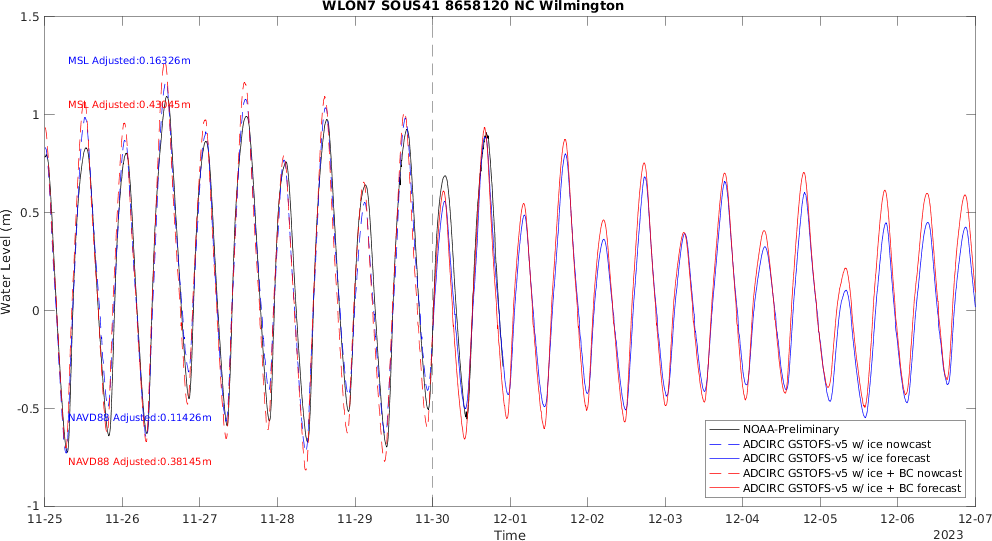 WLON7 SOUS41 8658120 NC Wilmington
1.5
1
0.5
0
-0.5
-1
Water Level (m)
MSL Adjusted:0.16326m
MSL Adjusted:0.43045m
NAVD88 Adjusted:0.11426m
NAVD88 Adjusted:0.38145m
NOAA-Preliminary
ADCIRC GSTOFS-v5 w/ ice nowcast
ADCIRC GSTOFS-v5 w/ ice forecast
ADCIRC GSTOFS-v5 w/ ice + BC nowcast
ADCIRC GSTOFS-v5 w/ ice + BC forecast
11-25 11-26 11-27 11-28 11-29 11-30 12-01 12-02 12-03 12-04 12-05 12-06 12-07
Time
2023